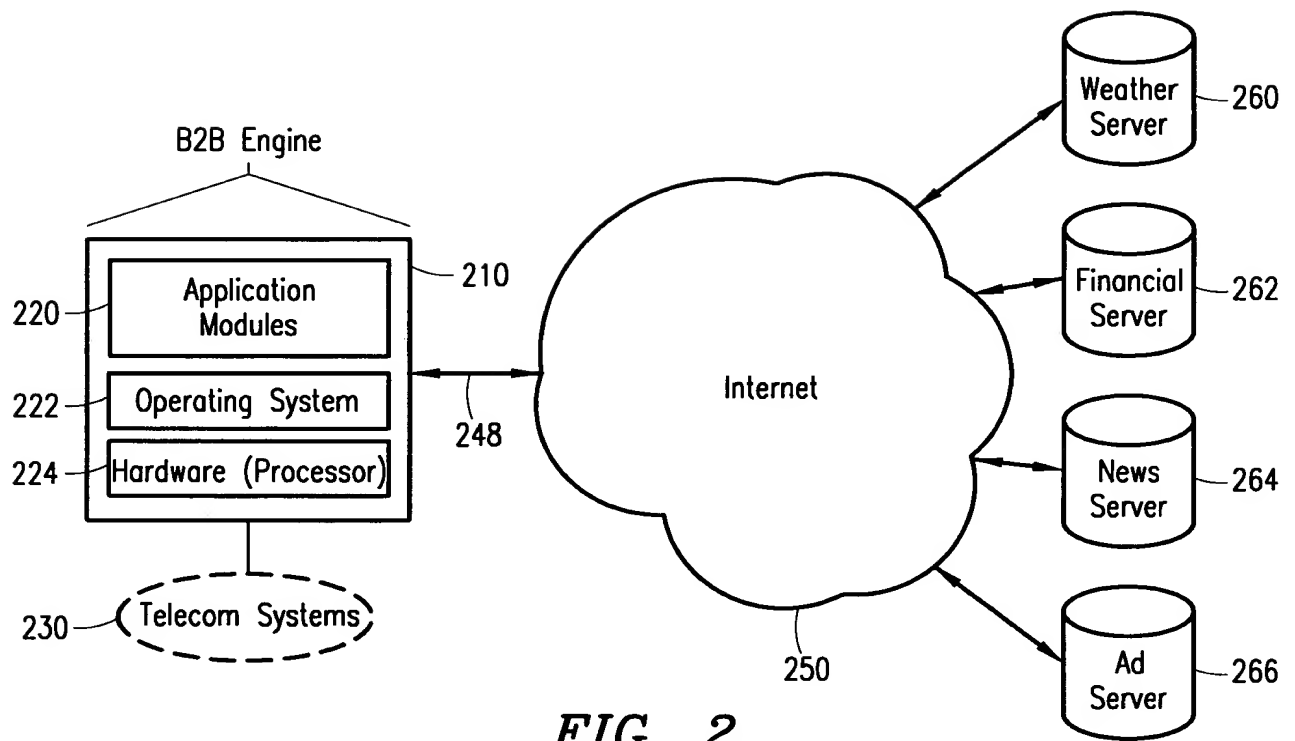 B2B Engine
210
220
Application
Modules
222
Operating System
224
Hardware (Processor)
230
Telecom Systems
248
Internet
250
Weather
Server
260
Financial
Server
262
News
Server
264
Ad
Server
266
FIG. 2